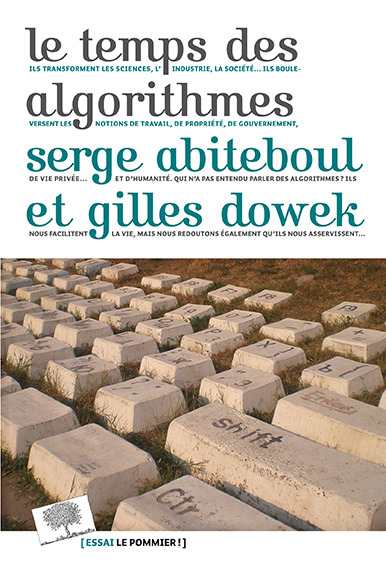 le temps des
ILS TRANSFORMENT LES SCIENCES, L'INDUSTRIE, LA SOCIÉTÉ... ILS BOULE-
algorithmes
VERSENT LES NOTIONS DE TRAVAIL, DE PROPRIÉTÉ, DE GOUVERNEMENT,
serge abiteboul
DE VIE PRIVÉE... ET D'HUMANITÉ. QUI N'A PAS ENTENDU PARLER DES ALGORITHMES ? ILS
et gilles dowek
NOUS FACILITENT LA VIE, MAIS NOUS REDOUTONS ÉGALEMENT QU'ILS NOUS ASSERVISSENT...
Enter
Shift
Ctr
[ESSAI LE POMMIER !]